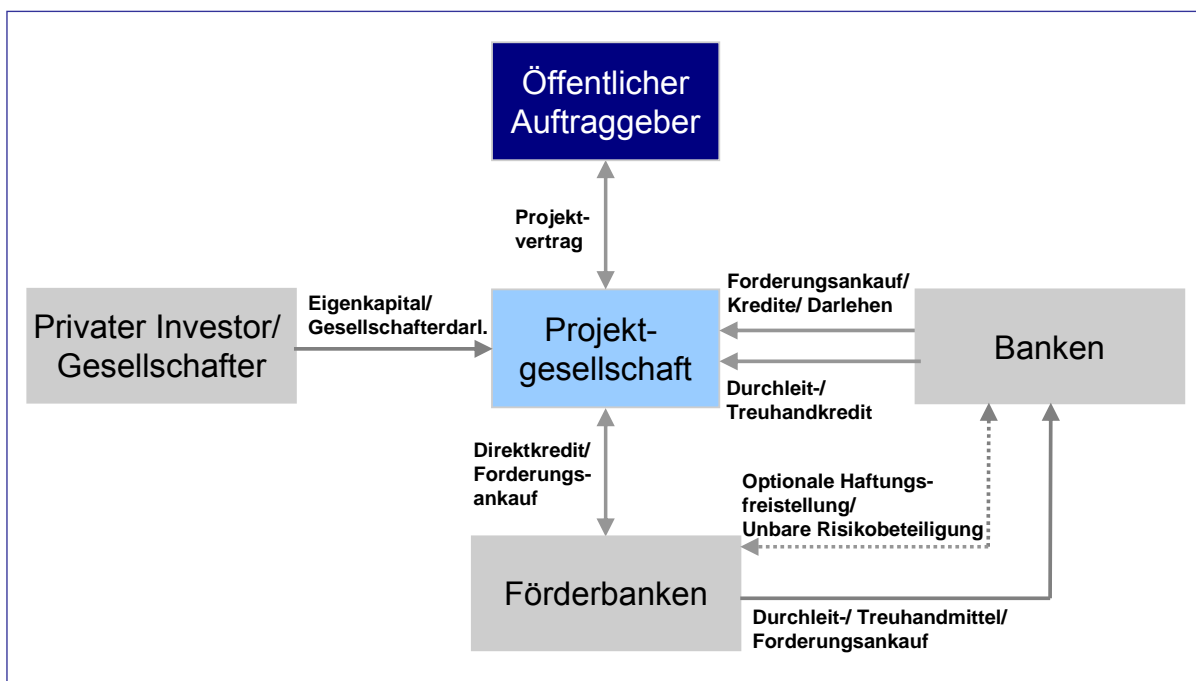 Öffentlicher
Auftraggeber
Projekt-
vertrag
Privater Investor/
Gesellschafter
Eigenkapital/
Gesellschafterdarl.
Projekt-
gesellschaft
Forderungsankauf/
Kredite/ Darlehen
Banken
Durchleit-/
Treuhandkredit
Direktkredit/
Forderungs-
ankauf
Optionale Haftungs-
freistellung/
Unbare Risikobeteiligung
Förderbanken
Durchleit-/ Treuhandmittel/
Forderungsankauf